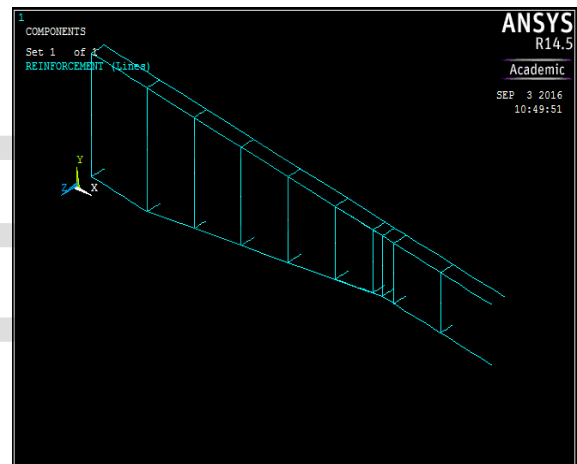 1
COMPONENTS
Set 1 of 1
REINFORCEMENT (Lines)
ANSYS
R14.5
Academic
SEP 3 2016
10:49:51
Y
Z
X